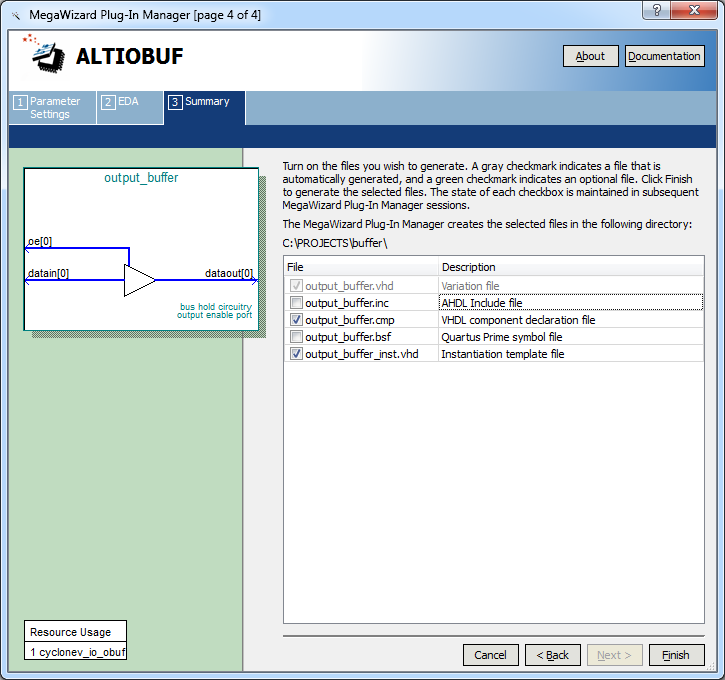 MegaWizard Plug-In Manager [page 4 of 4]
?
ALTIOBUF
About
Documentation
1 Parameter
Settings
2 EDA
3 Summary
output_buffer
oe[0]
datain[0]
dataout[0]
bus hold circuitry
output enable port
Resource Usage
1 cyclonev_io_obuf
Turn on the files you wish to generate. A gray checkmark indicates a file that is
automatically generated, and a green checkmark indicates an optional file. Click Finish
to generate the selected files. The state of each checkbox is maintained in subsequent
MegaWizard Plug-In Manager sessions.
The MegaWizard Plug-In Manager creates the selected files in the following directory:
C:\PROJECTS\buffer\
File Description
output_buffer.vhd Variation file
output_buffer.inc AHDL Include file
output_buffer.cmp VHDL component declaration file
output_buffer.bsf Quartus Prime symbol file
output_buffer_inst.vhd Instantiation template file
Cancel
< Back
Next >
Finish